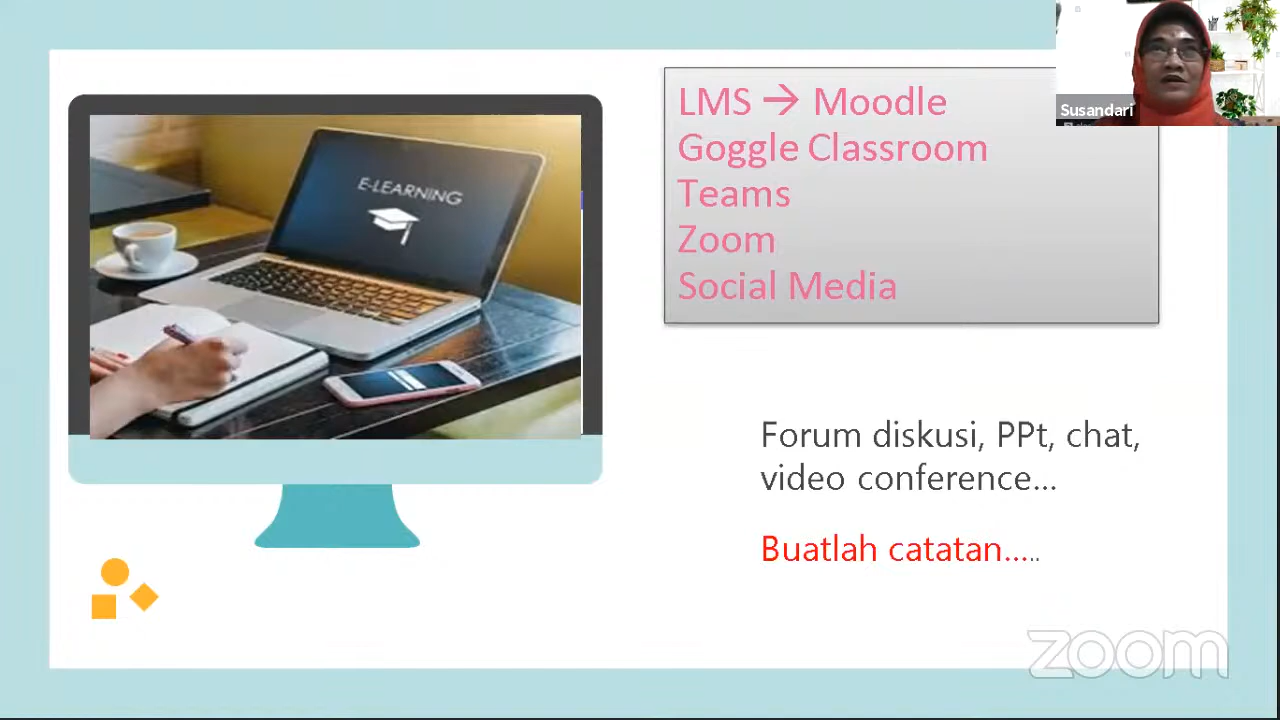 LMS → Moodle
Goggle Classroom
Teams
Zoom
Social Media
Susandari
E-LEARNING
Forum diskusi, PPt, chat,
video conference...
Buatlah catatan.....
zoom